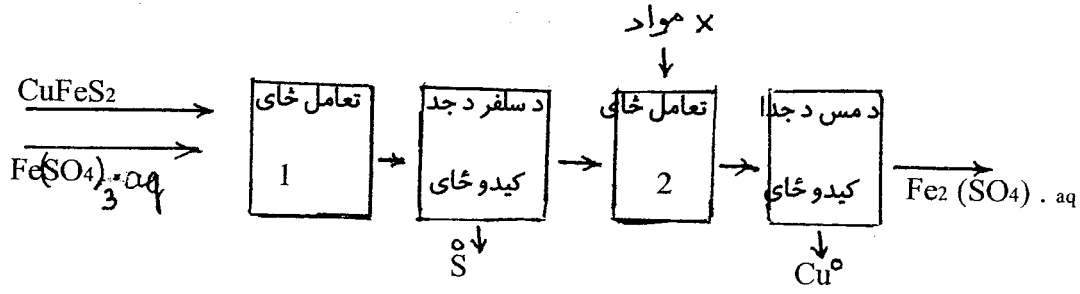 x مواد
CuFeS2
Fe(SO4)3.aq
تعامل ځای
1
د سلفر د جدا
کیدو ځای
تعامل ځای
2
د مس د جدا
کیدو ځای
Fe2 (SO4) . aq
S°
Cu°